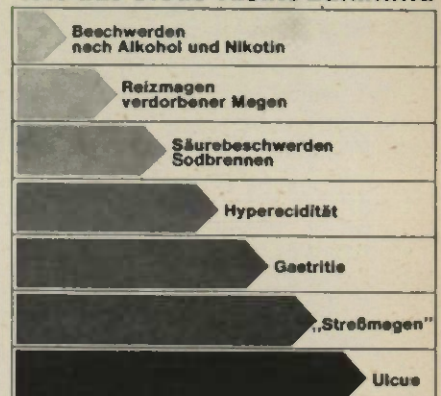 Beschwerden
nach Alkohol und Nikotin
Reizmagen
verdorbener Magen
Säurebeschwerden
Sodbrennen
Hyperacidität
Gastritis
„Streßmagen"
Ulcus